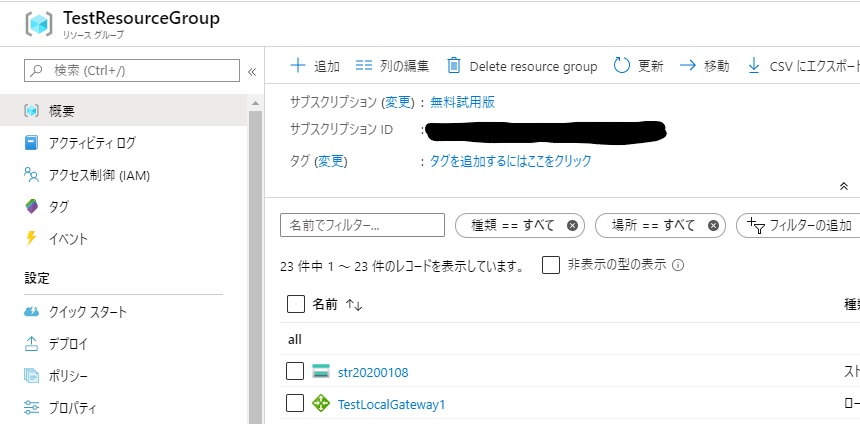 TestResourceGroup
リソース グループ
検索 (Ctrl+/)
«
概要
アクティビティ ログ
アクセス制御 (IAM)
タグ
イベント
設定
クイック スタート
デプロイ
ポリシー
プロパティ
追加 列の編集 Delete resource group 更新 移動 CSV にエクスポート
サブスクリプション (変更) : 無料試用版
サブスクリプション ID :
タグ (変更) : タグを追加するにはここをクリック
名前でフィルター... 種類 == すべて 場所 == すべて フィルターの追加
23 件中 1 ～ 23 件のレコードを表示しています。 非表示の型の表示
名前 ↑↓ 種
all
str20200108 スト
TestLocalGateway1 ロー